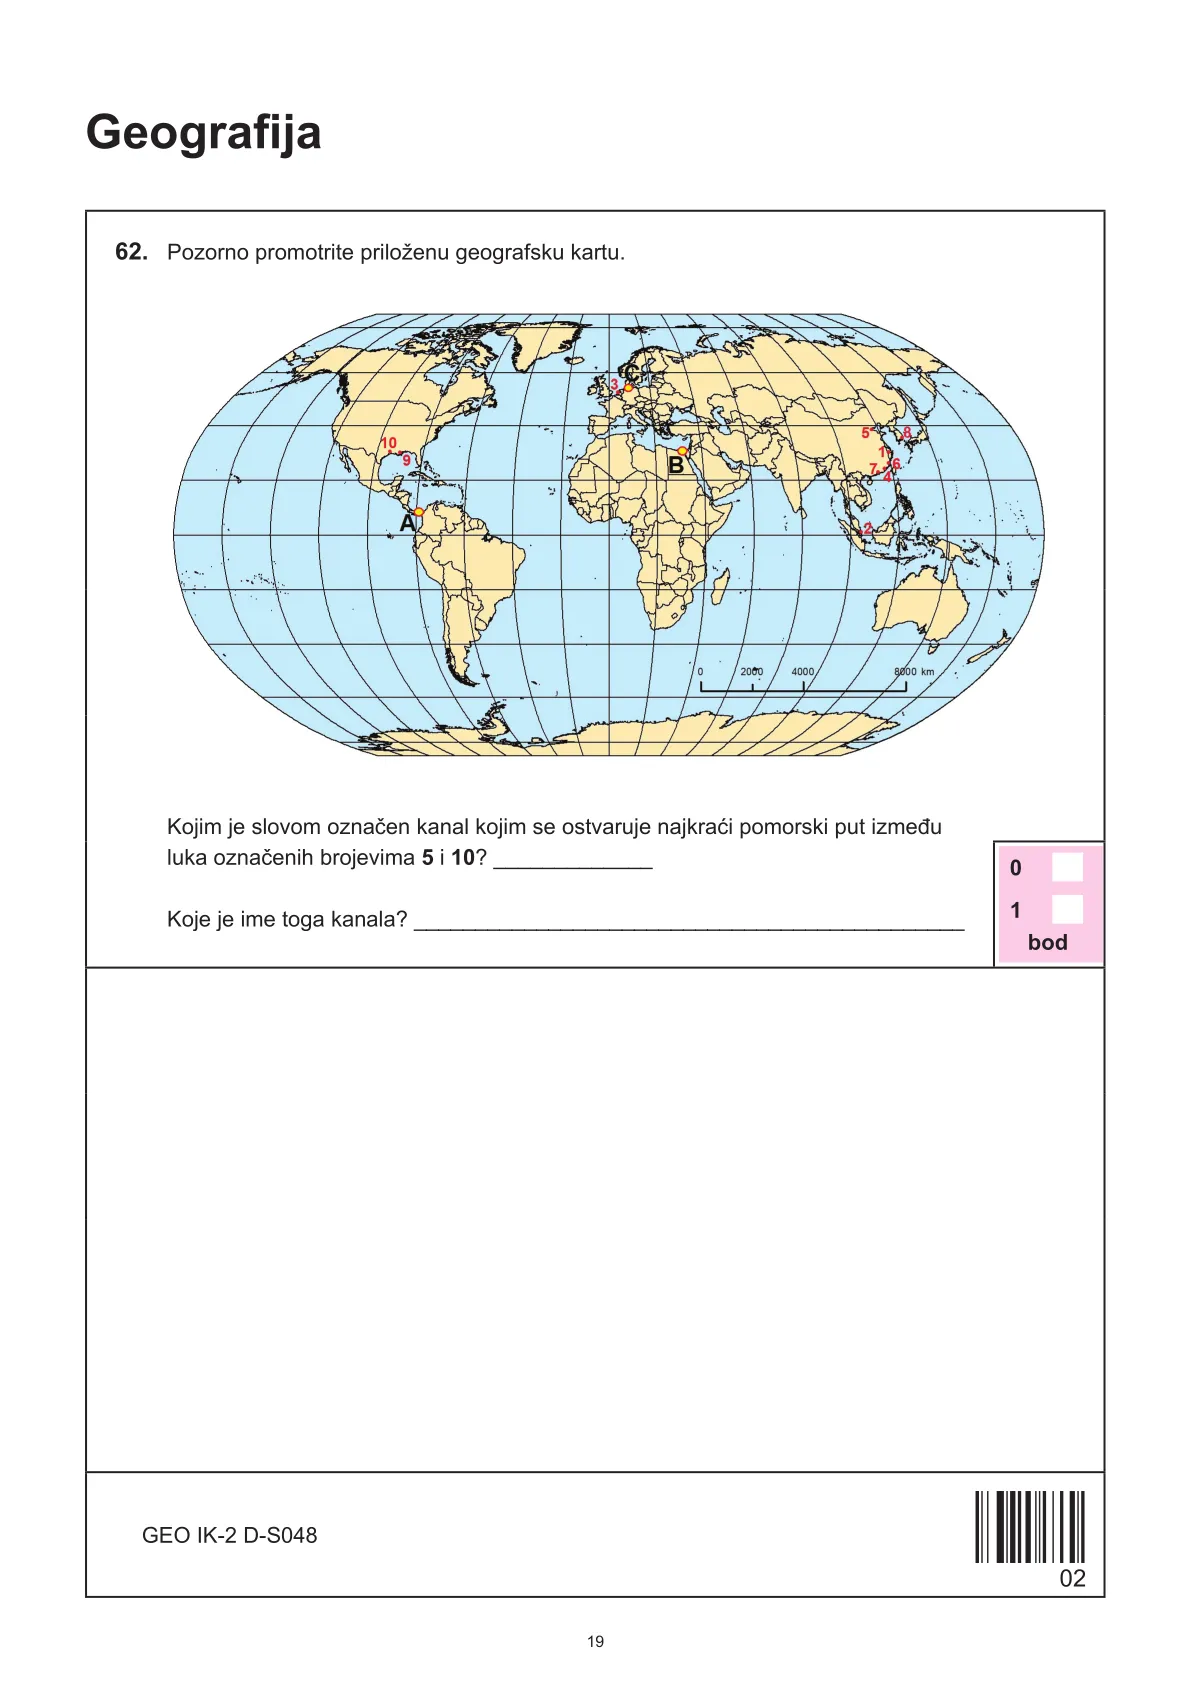 Geografija
62. Pozorno promotrite priloženu geografsku kartu.
C
3
10
9
5
8
1
6
7
4
B
A
2
0 2000 4000 8000 km
Kojim je slovom označen kanal kojim se ostvaruje najkraći pomorski put između
luka označenih brojevima 5 i 10? _____________
Koje je ime toga kanala? _____________________________________________
0
1
bod
GEO IK-2 D-S048
02
19